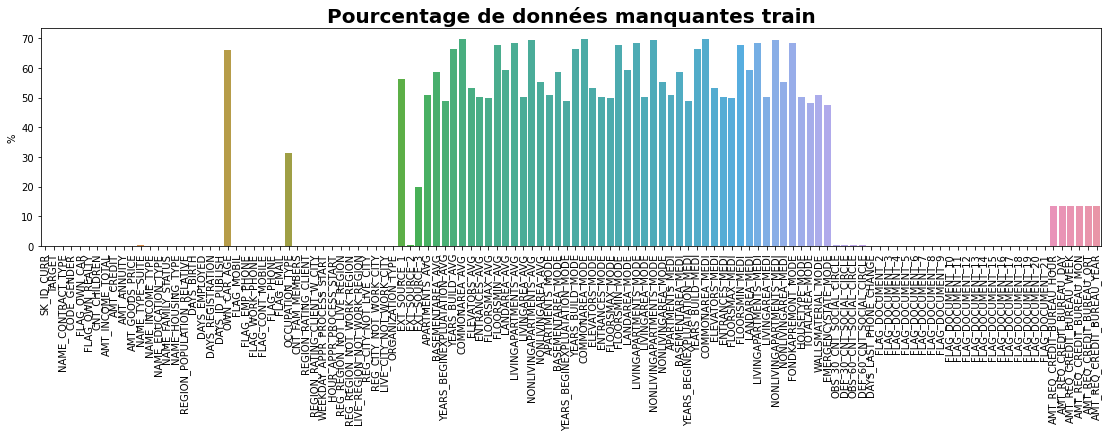 Pourcentage de données manquantes train
%
70
60
50
40
30
20
10
0
SK_ID_CURR
TARGET
NAME_CONTRACT_TYPE
CODE_GENDER
FLAG_OWN_CAR
FLAG_OWN_REALTY
CNT_CHILDREN
AMT_INCOME_TOTAL
AMT_CREDIT
AMT_ANNUITY
AMT_GOODS_PRICE
NAME_TYPE_SUITE
NAME_INCOME_TYPE
NAME_EDUCATION_TYPE
NAME_FAMILY_STATUS
NAME_HOUSING_TYPE
REGION_POPULATION_RELATIVE
DAYS_BIRTH
DAYS_EMPLOYED
DAYS_REGISTRATION
DAYS_ID_PUBLISH
OWN_CAR_AGE
FLAG_MOBIL
FLAG_EMP_PHONE
FLAG_WORK_PHONE
FLAG_CONT_MOBILE
FLAG_PHONE
FLAG_EMAIL
OCCUPATION_TYPE
CNT_FAM_MEMBERS
REGION_RATING_CLIENT
REGION_RATING_CLIENT_W_CITY
WEEKDAY_APPR_PROCESS_START
HOUR_APPR_PROCESS_START
REG_REGION_NOT_LIVE_REGION
REG_REGION_NOT_WORK_REGION
LIVE_REGION_NOT_WORK_REGION
REG_CITY_NOT_LIVE_CITY
REG_CITY_NOT_WORK_CITY
LIVE_CITY_NOT_WORK_CITY
ORGANIZATION_TYPE
EXT_SOURCE_1
EXT_SOURCE_2
EXT_SOURCE_3
APARTMENTS_AVG
BASEMENTAREA_AVG
YEARS_BEGINEXPLUATATION_AVG
YEARS_BUILD_AVG
COMMONAREA_AVG
ELEVATORS_AVG
ENTRANCES_AVG
FLOORSMAX_AVG
FLOORSMIN_AVG
LANDAREA_AVG
LIVINGAPARTMENTS_AVG
LIVINGAREA_AVG
NONLIVINGAPARTMENTS_AVG
NONLIVINGAREA_AVG
APARTMENTS_MODE
BASEMENTAREA_MODE
YEARS_BEGINEXPLUATATION_MODE
YEARS_BUILD_MODE
COMMONAREA_MODE
ELEVATORS_MODE
ENTRANCES_MODE
FLOORSMAX_MODE
FLOORSMIN_MODE
LANDAREA_MODE
LIVINGAPARTMENTS_MODE
LIVINGAREA_MODE
NONLIVINGAPARTMENTS_MODE
NONLIVINGAREA_MODE
APARTMENTS_MEDI
BASEMENTAREA_MEDI
YEARS_BEGINEXPLUATATION_MEDI
YEARS_BUILD_MEDI
COMMONAREA_MEDI
ELEVATORS_MEDI
ENTRANCES_MEDI
FLOORSMAX_MEDI
FLOORSMIN_MEDI
LANDAREA_MEDI
LIVINGAPARTMENTS_MEDI
LIVINGAREA_MEDI
NONLIVINGAPARTMENTS_MEDI
NONLIVINGAREA_MEDI
FONDKAPREMONT_MODE
HOUSETYPE_MODE
TOTALAREA_MODE
WALLSMATERIAL_MODE
EMERGENCYSTATE_MODE
OBS_30_CNT_SOCIAL_CIRCLE
DEF_30_CNT_SOCIAL_CIRCLE
OBS_60_CNT_SOCIAL_CIRCLE
DEF_60_CNT_SOCIAL_CIRCLE
DAYS_LAST_PHONE_CHANGE
FLAG_DOCUMENT_2
FLAG_DOCUMENT_3
FLAG_DOCUMENT_4
FLAG_DOCUMENT_5
FLAG_DOCUMENT_6
FLAG_DOCUMENT_7
FLAG_DOCUMENT_8
FLAG_DOCUMENT_9
FLAG_DOCUMENT_10
FLAG_DOCUMENT_11
FLAG_DOCUMENT_12
FLAG_DOCUMENT_13
FLAG_DOCUMENT_14
FLAG_DOCUMENT_15
FLAG_DOCUMENT_16
FLAG_DOCUMENT_17
FLAG_DOCUMENT_18
FLAG_DOCUMENT_19
FLAG_DOCUMENT_20
FLAG_DOCUMENT_21
AMT_REQ_CREDIT_BUREAU_HOUR
AMT_REQ_CREDIT_BUREAU_DAY
AMT_REQ_CREDIT_BUREAU_WEEK
AMT_REQ_CREDIT_BUREAU_MON
AMT_REQ_CREDIT_BUREAU_QRT
AMT_REQ_CREDIT_BUREAU_YEAR